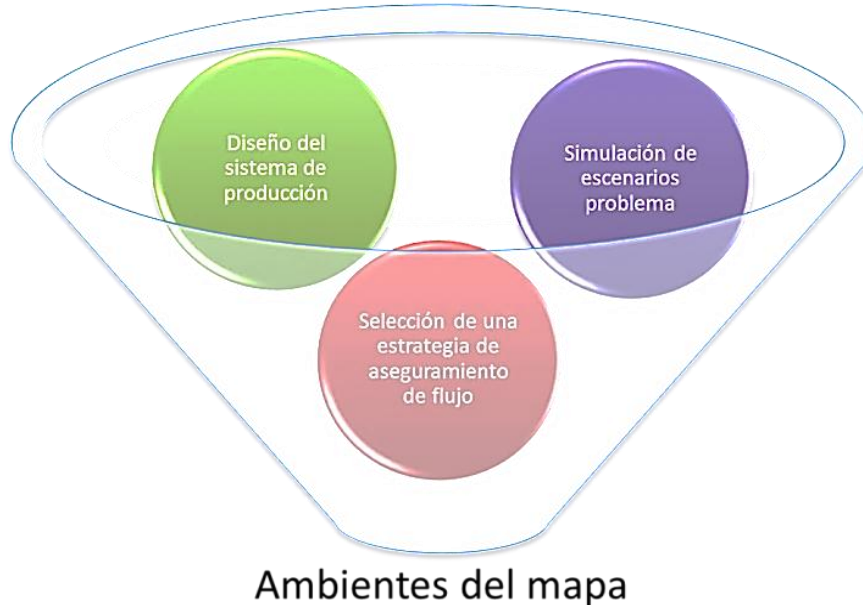 Diseño del
sistema de
producción
Simulación de
escenarios
problema
Selección de una
estrategia de
aseguramiento
de flujo
Ambientes del mapa